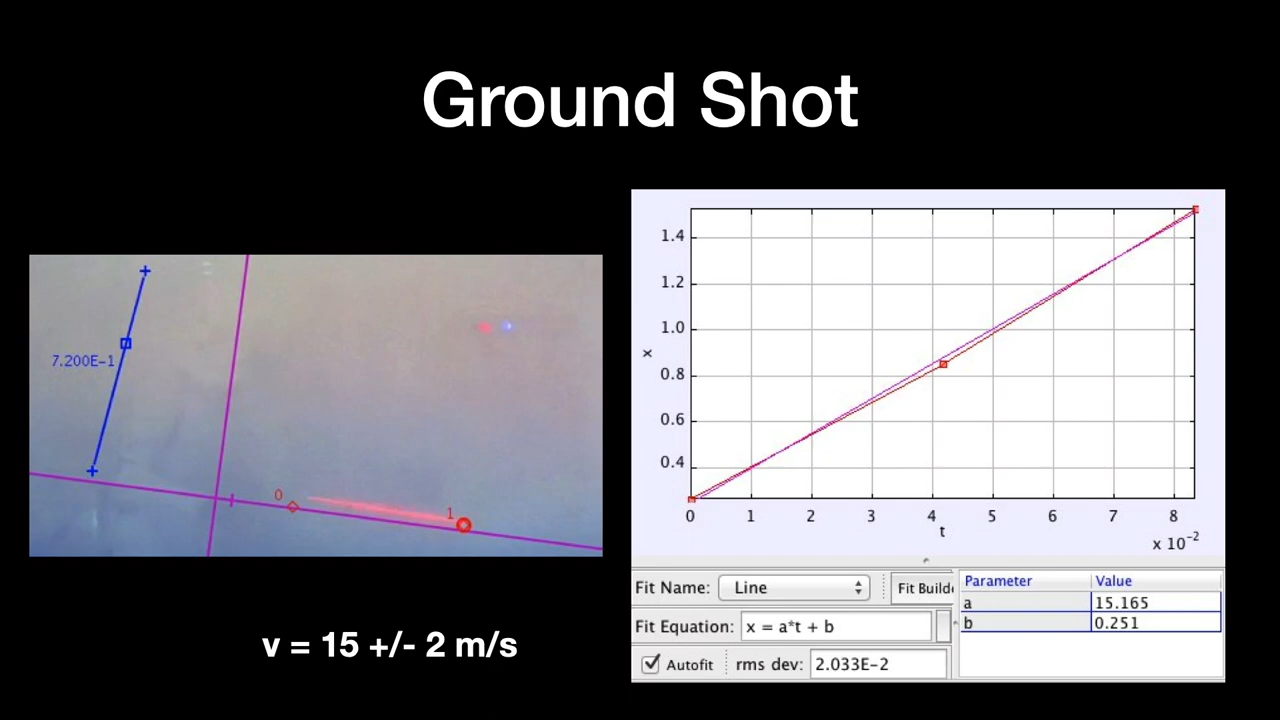 Ground Shot
7.200E-1
0
1
v = 15 +/- 2 m/s
1.4
1.2
1.0
x
0.8
0.6
0.4
0 1 2 3 4 5 6 7 8
t
x 10-2
Fit Name: Line Fit Builde
Fit Equation: x = a*t + b
Autofit rms dev: 2.033E-2
Parameter Value
a 15.165
b 0.251